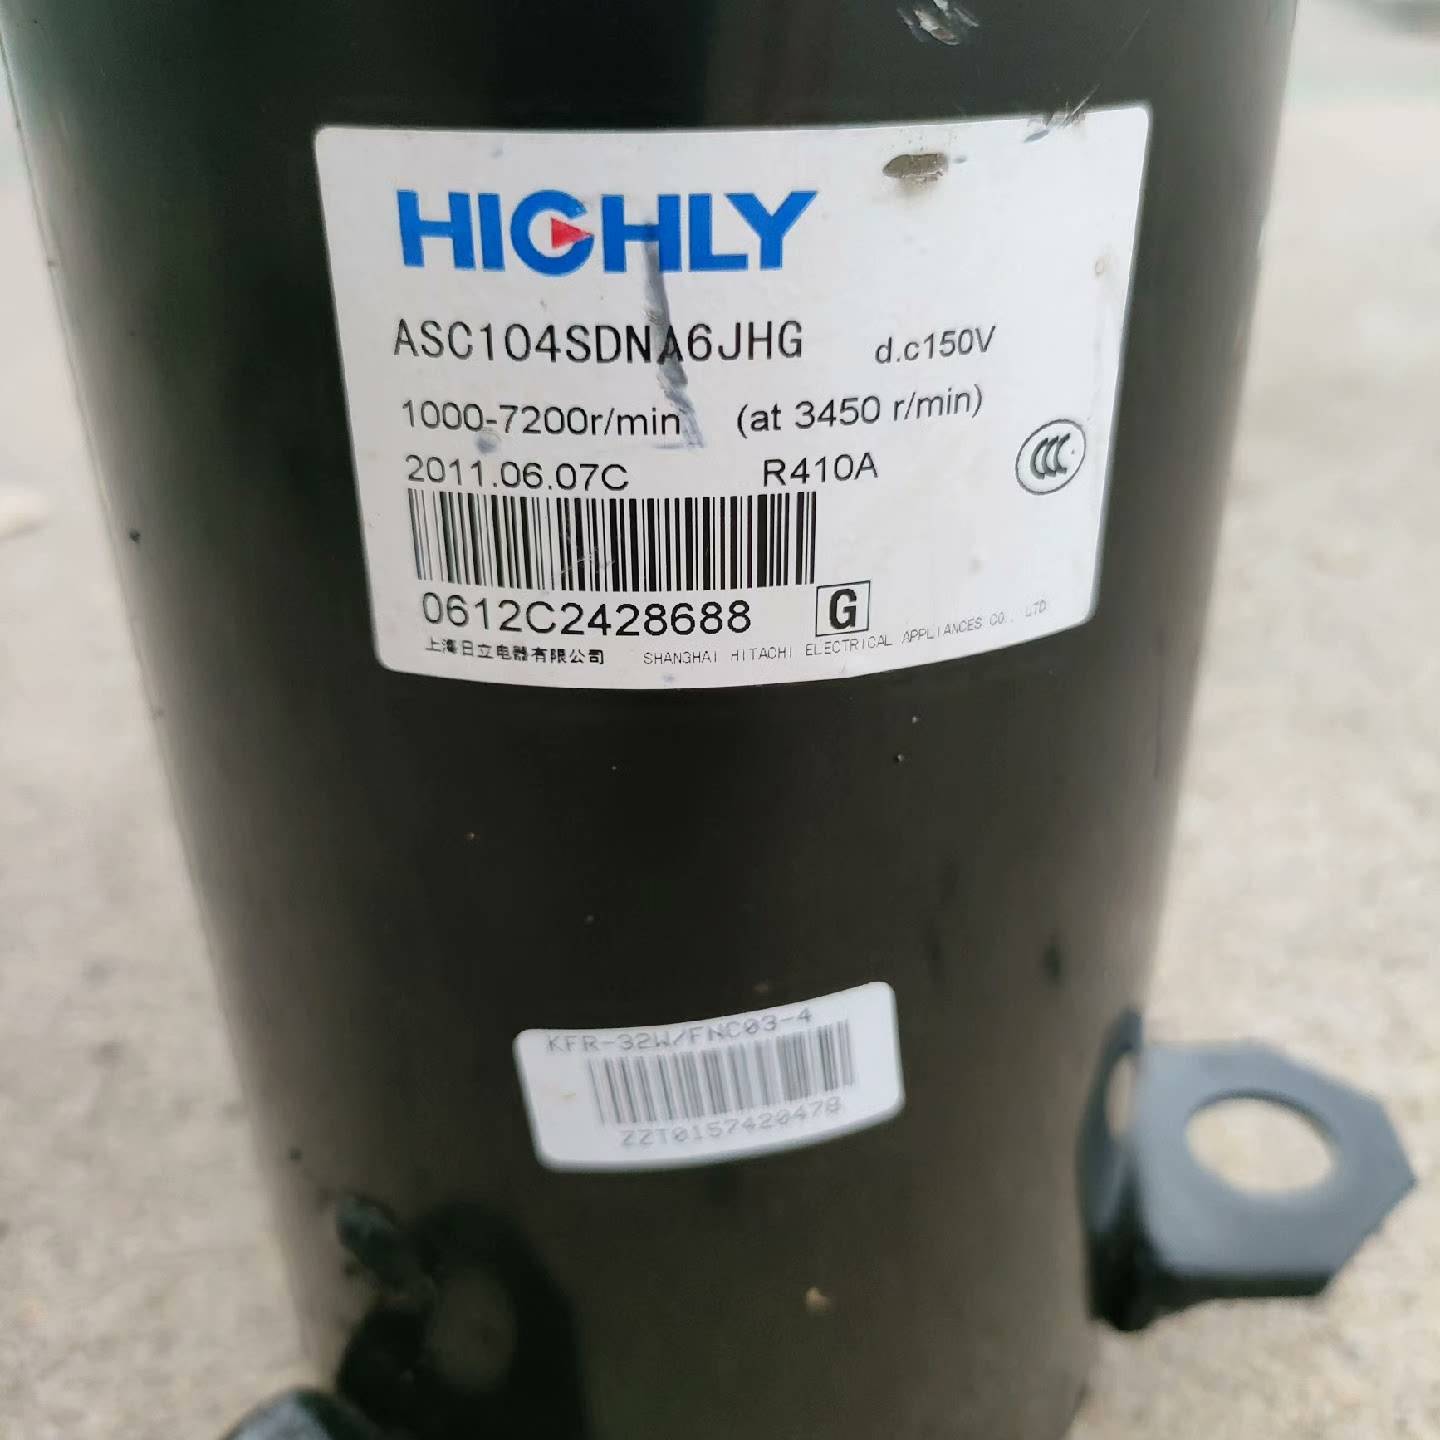 HIGHLY
ASC104SDNA6JHG d.c150V
1000-7200r/min (at 3450 r/min)
2011.06.07C R410A
CCC
0612C2428688 G
上海日立电器有限公司 SHANGHAI HITACHI ELECTRICAL APPLIANCES CO., LTD.
KFR-32W/FNC03-4
ZZT0157420478